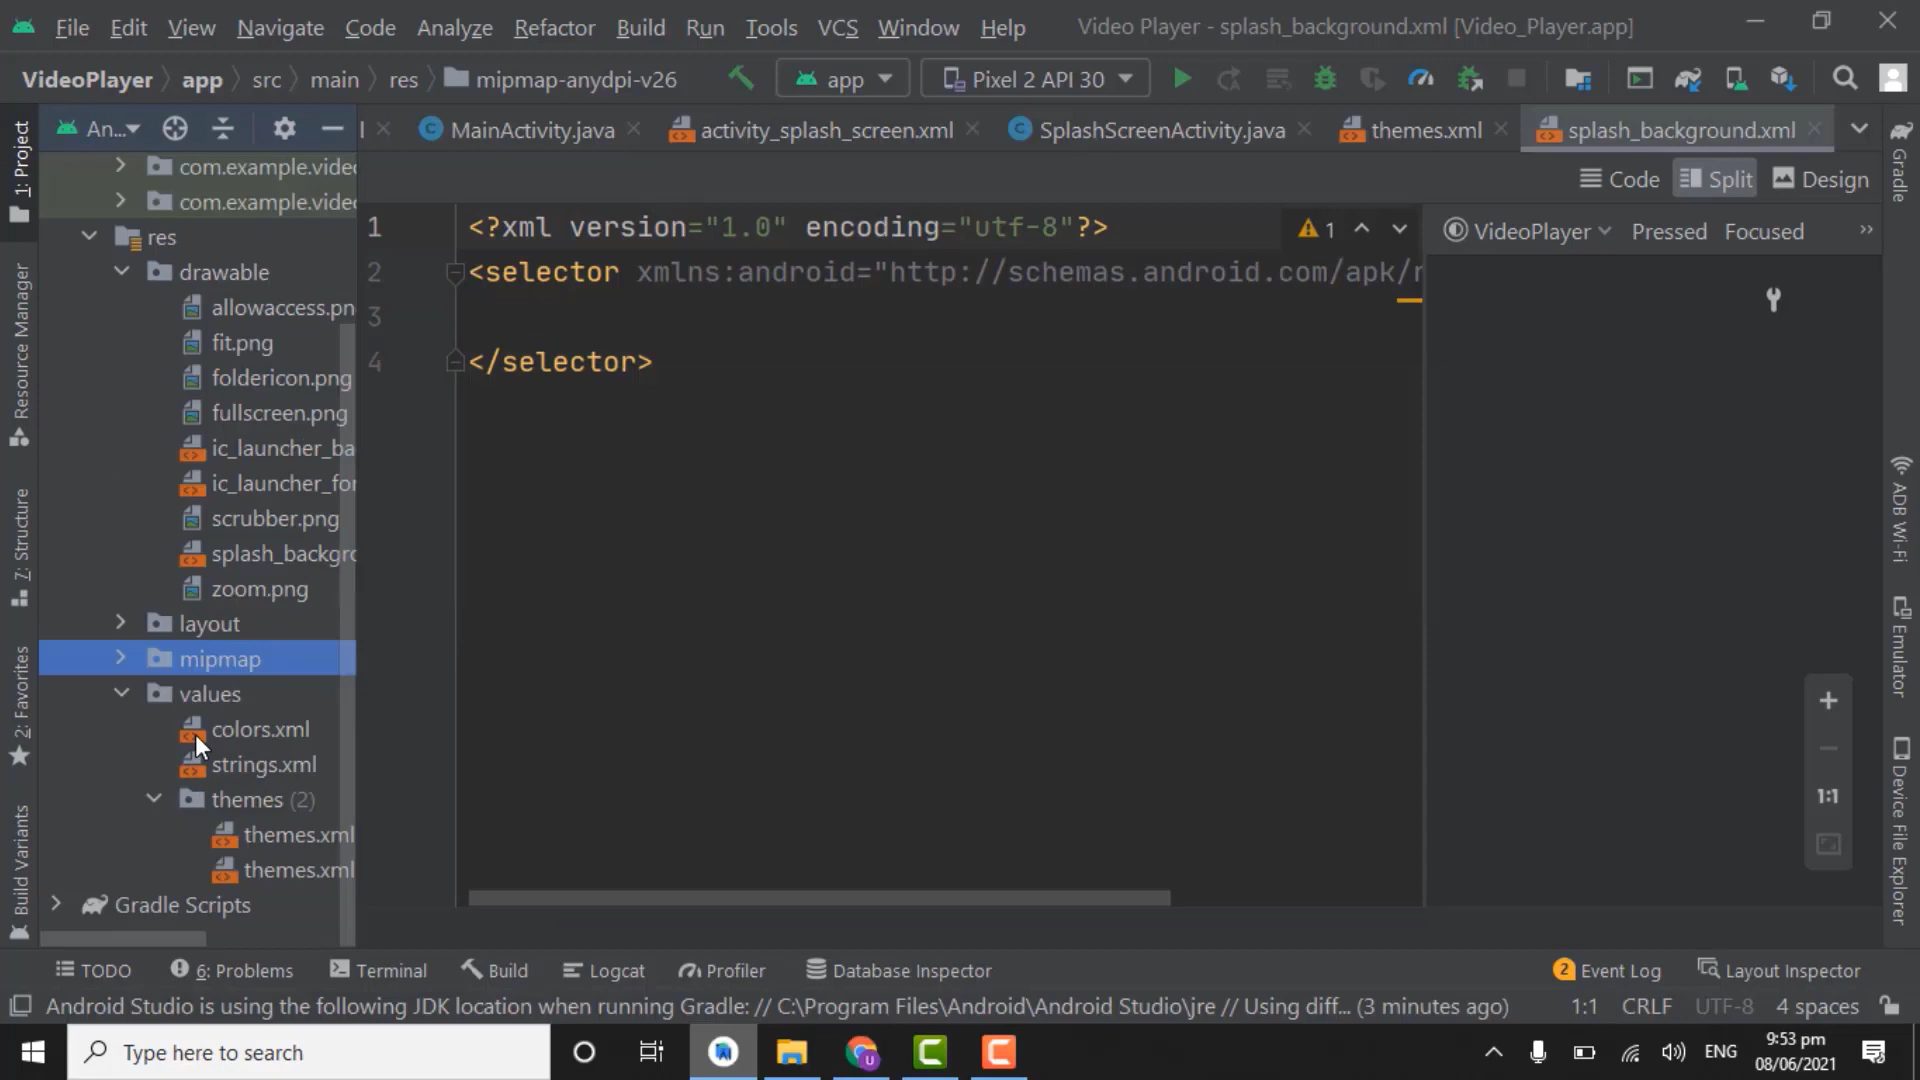 File Edit View Navigate Code Analyze Refactor Build Run Tools VCS Window Help Video Player - splash_background.xml [Video_Player.app]
VideoPlayer app src main res mipmap-anydpi-v26 app Pixel 2 API 30
An... MainActivity.java activity_splash_screen.xml SplashScreenActivity.java themes.xml splash_background.xml
Code Split Design
VideoPlayer Pressed Focused
1 <?xml version="1.0" encoding="utf-8"?> 1
2 <selector xmlns:android="http://schemas.android.com/apk/r
3
4 </selector>
com.example.vide
com.example.vide
res
drawable
allowaccess.pn
fit.png
foldericon.png
fullscreen.png
ic_launcher_ba
ic_launcher_for
scrubber.png
splash_backgro
zoom.png
layout
mipmap
values
colors.xml
strings.xml
themes (2)
themes.xml
themes.xml
Gradle Scripts
1: Project
Resource Manager
7: Structure
2: Favorites
Build Variants
Gradle
ADB Wi-Fi
Emulator
Device File Explorer
1:1
TODO 6: Problems Terminal Build Logcat Profiler Database Inspector 2 Event Log Layout Inspector
Android Studio is using the following JDK location when running Gradle: // C:\Program Files\Android\Android Studio\jre // Using diff... (3 minutes ago) 1:1 CRLF UTF-8 4 spaces
Type here to search ENG 9:53 pm
08/06/2021